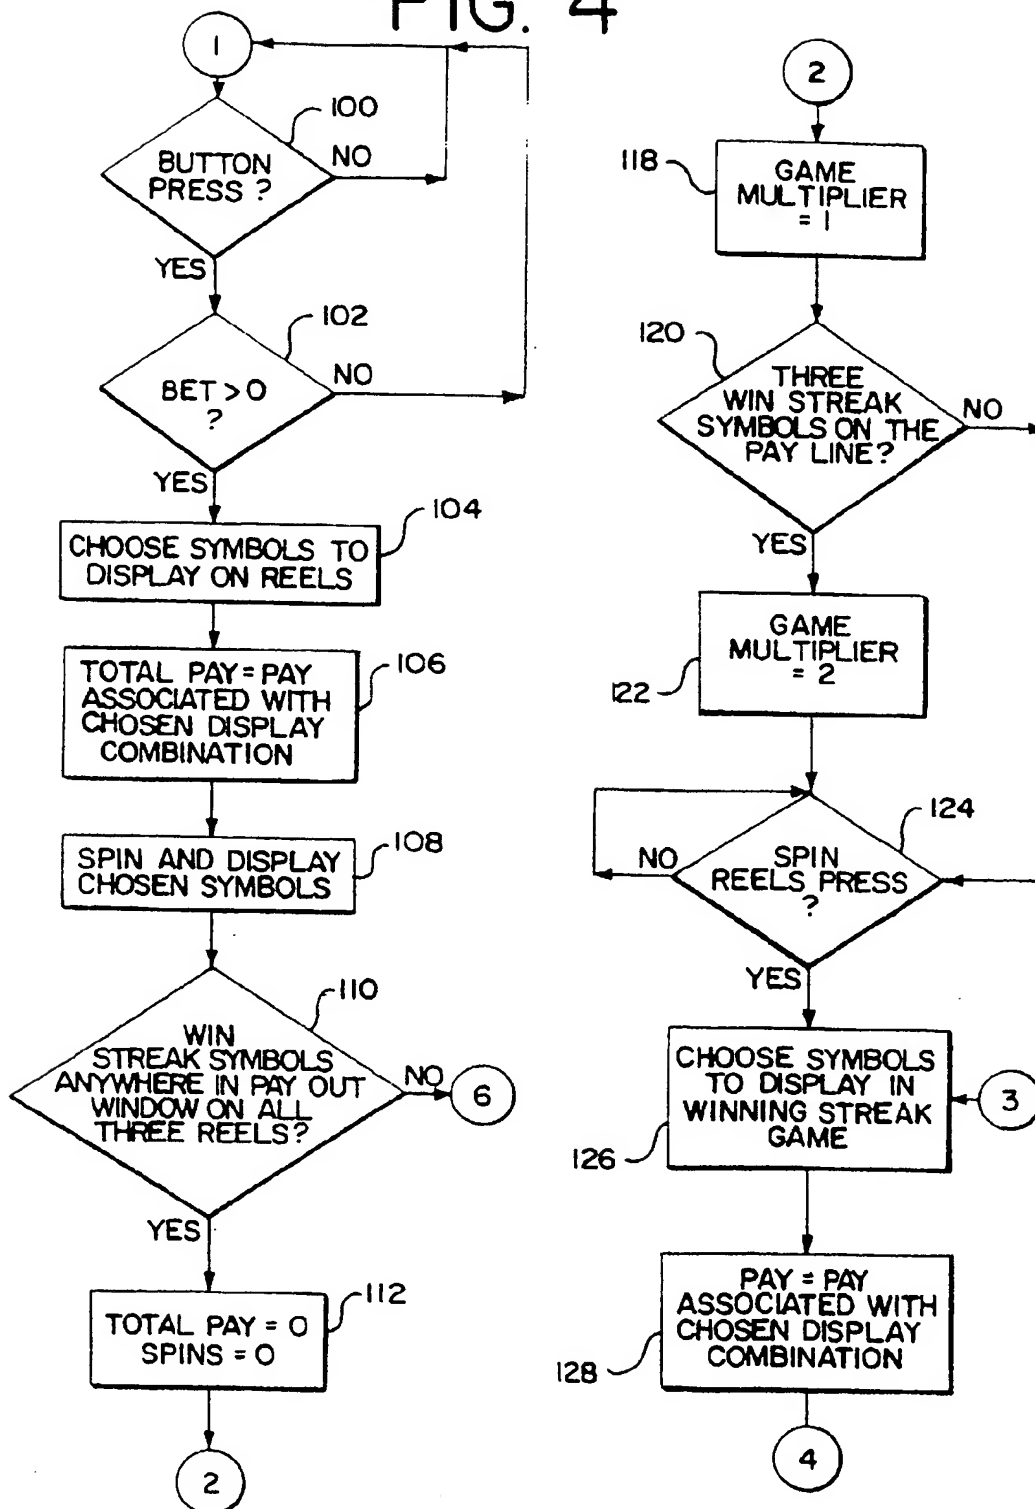 FIG. 4
1
100
BUTTON
PRESS ?
NO
YES
102
BET > 0
?
NO
YES
104
CHOOSE SYMBOLS TO
DISPLAY ON REELS
106
TOTAL PAY = PAY
ASSOCIATED WITH
CHOSEN DISPLAY
COMBINATION
108
SPIN AND DISPLAY
CHOSEN SYMBOLS
110
WIN
STREAK SYMBOLS
ANYWHERE IN PAY OUT
WINDOW ON ALL
THREE REELS?
NO
6
YES
112
TOTAL PAY = 0
SPINS = 0
2
2
118
GAME
MULTIPLIER
= 1
120
THREE
WIN STREAK
SYMBOLS ON THE
PAY LINE?
NO
YES
GAME
MULTIPLIER
= 2
122
124
NO
SPIN
REELS PRESS
?
YES
CHOOSE SYMBOLS
TO DISPLAY IN
WINNING STREAK
GAME
3
126
PAY = PAY
ASSOCIATED WITH
CHOSEN DISPLAY
COMBINATION
128
4